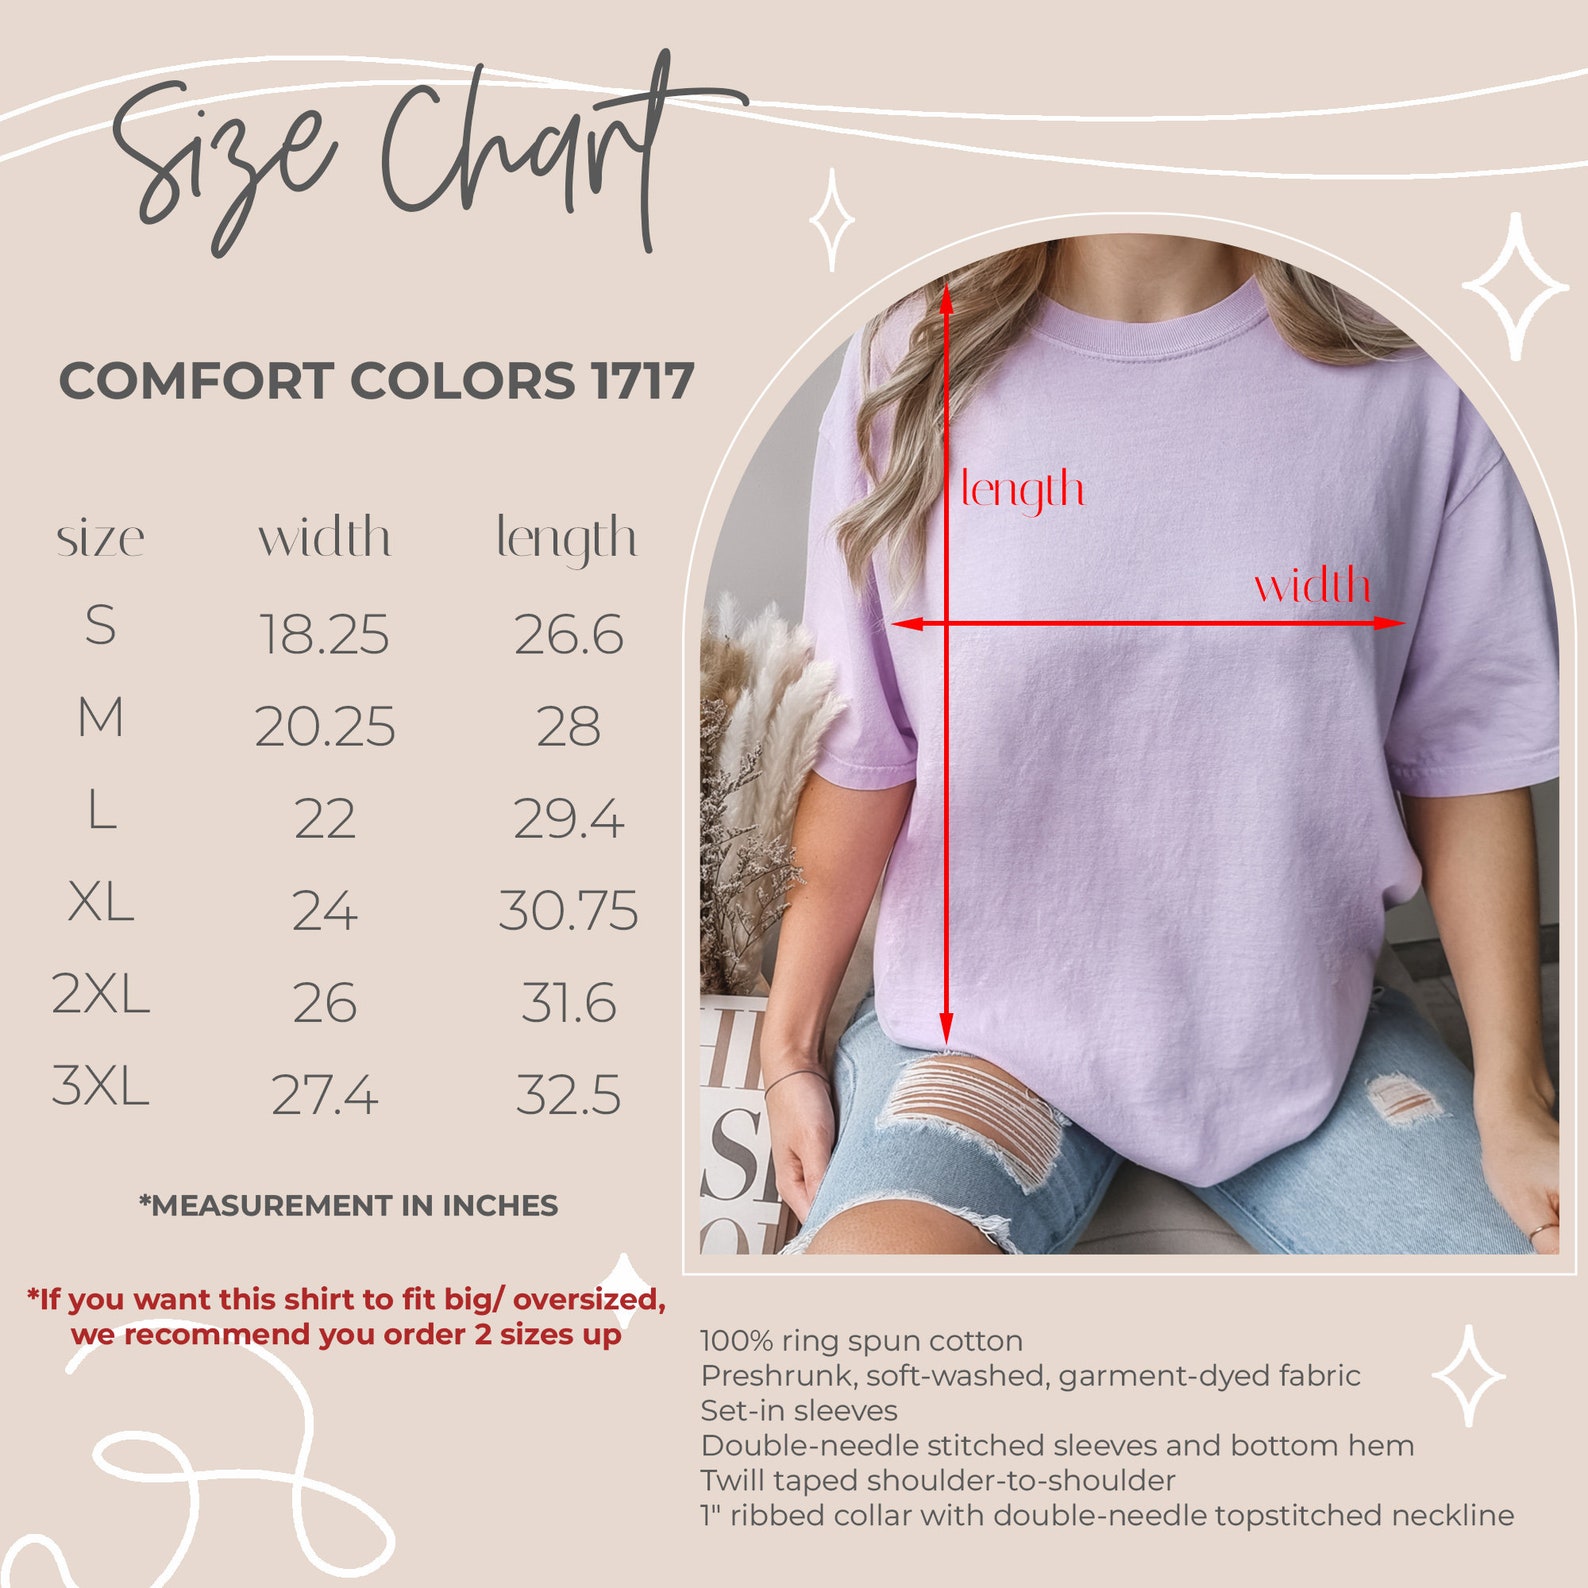 Size Chart
COMFORT COLORS 1717
size width length
S 18.25 26.6
M 20.25 28
L 22 29.4
XL 24 30.75
2XL 26 31.6
3XL 27.4 32.5
*MEASUREMENT IN INCHES
*If you want this shirt to fit big/ oversized,
we recommend you order 2 sizes up
length
width
100% ring spun cotton
Preshrunk, soft-washed, garment-dyed fabric
Set-in sleeves
Double-needle stitched sleeves and bottom hem
Twill taped shoulder-to-shoulder
1" ribbed collar with double-needle topstitched neckline